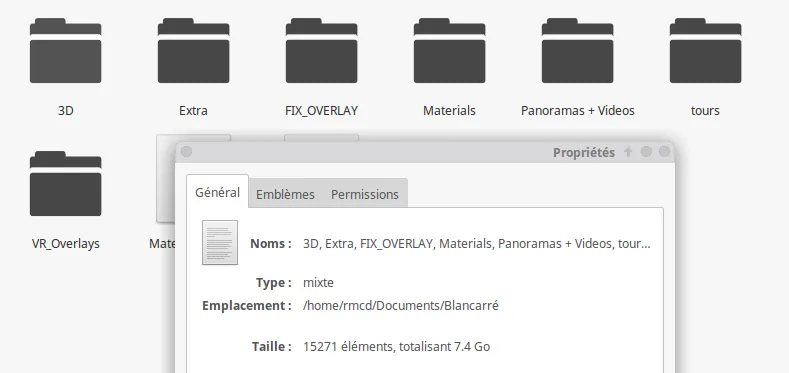 3D
Extra
FIX_OVERLAY
Materials
Panoramas + Videos
tours
VR_Overlays
Propriétés
Général
Emblèmes
Permissions
Noms : 3D, Extra, FIX_OVERLAY, Materials, Panoramas + Videos, tour...
Type : mixte
Emplacement : /home/rmcd/Documents/Blancarré
Taille : 15271 éléments, totalisant 7.4 Go